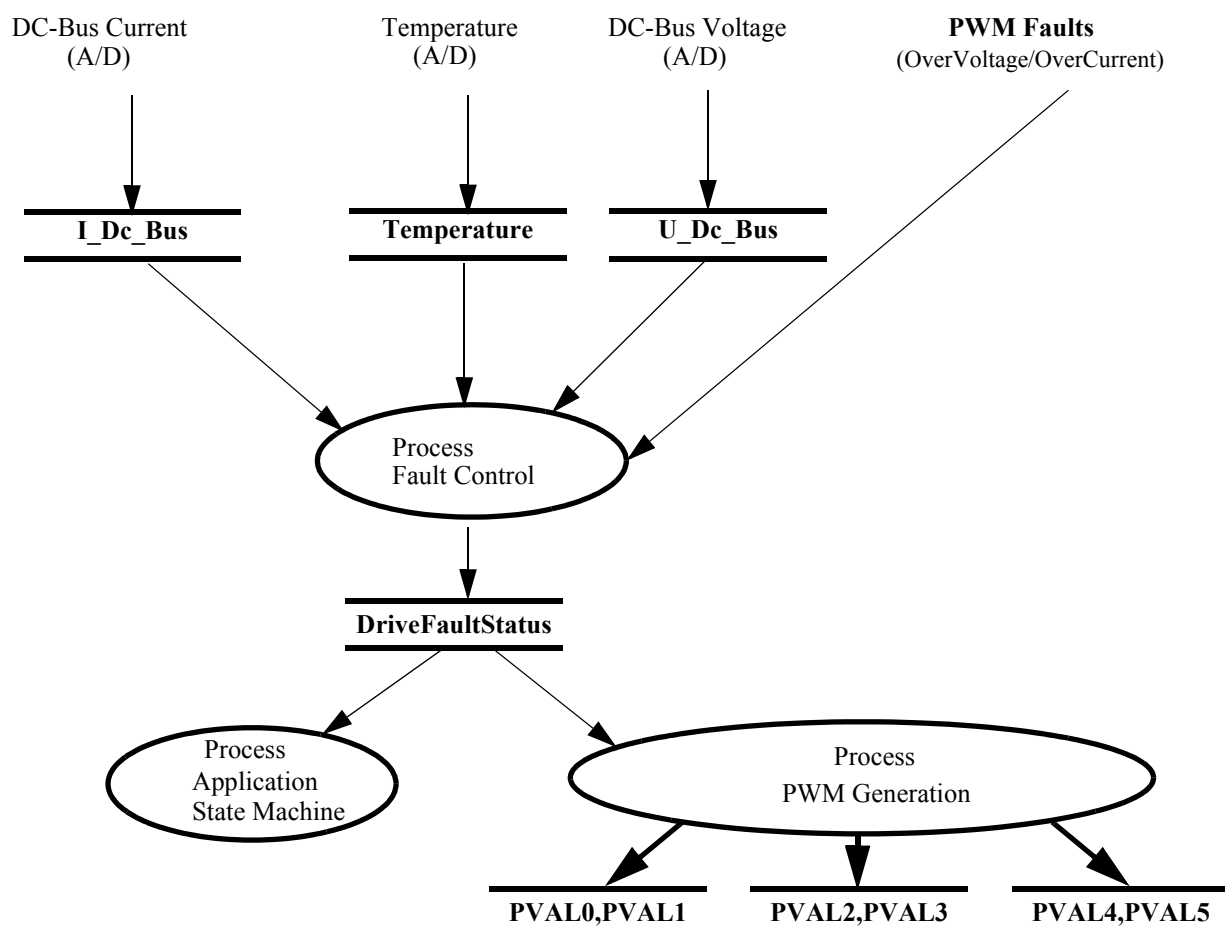 DC-Bus Current
(A/D)
Temperature
(A/D)
DC-Bus Voltage
(A/D)
PWM Faults
(OverVoltage/OverCurrent)
I_Dc_Bus
Temperature
U_Dc_Bus
Process
Fault Control
DriveFaultStatus
Process
Application
State Machine
Process
PWM Generation
PVAL0,PVAL1
PVAL2,PVAL3
PVAL4,PVAL5